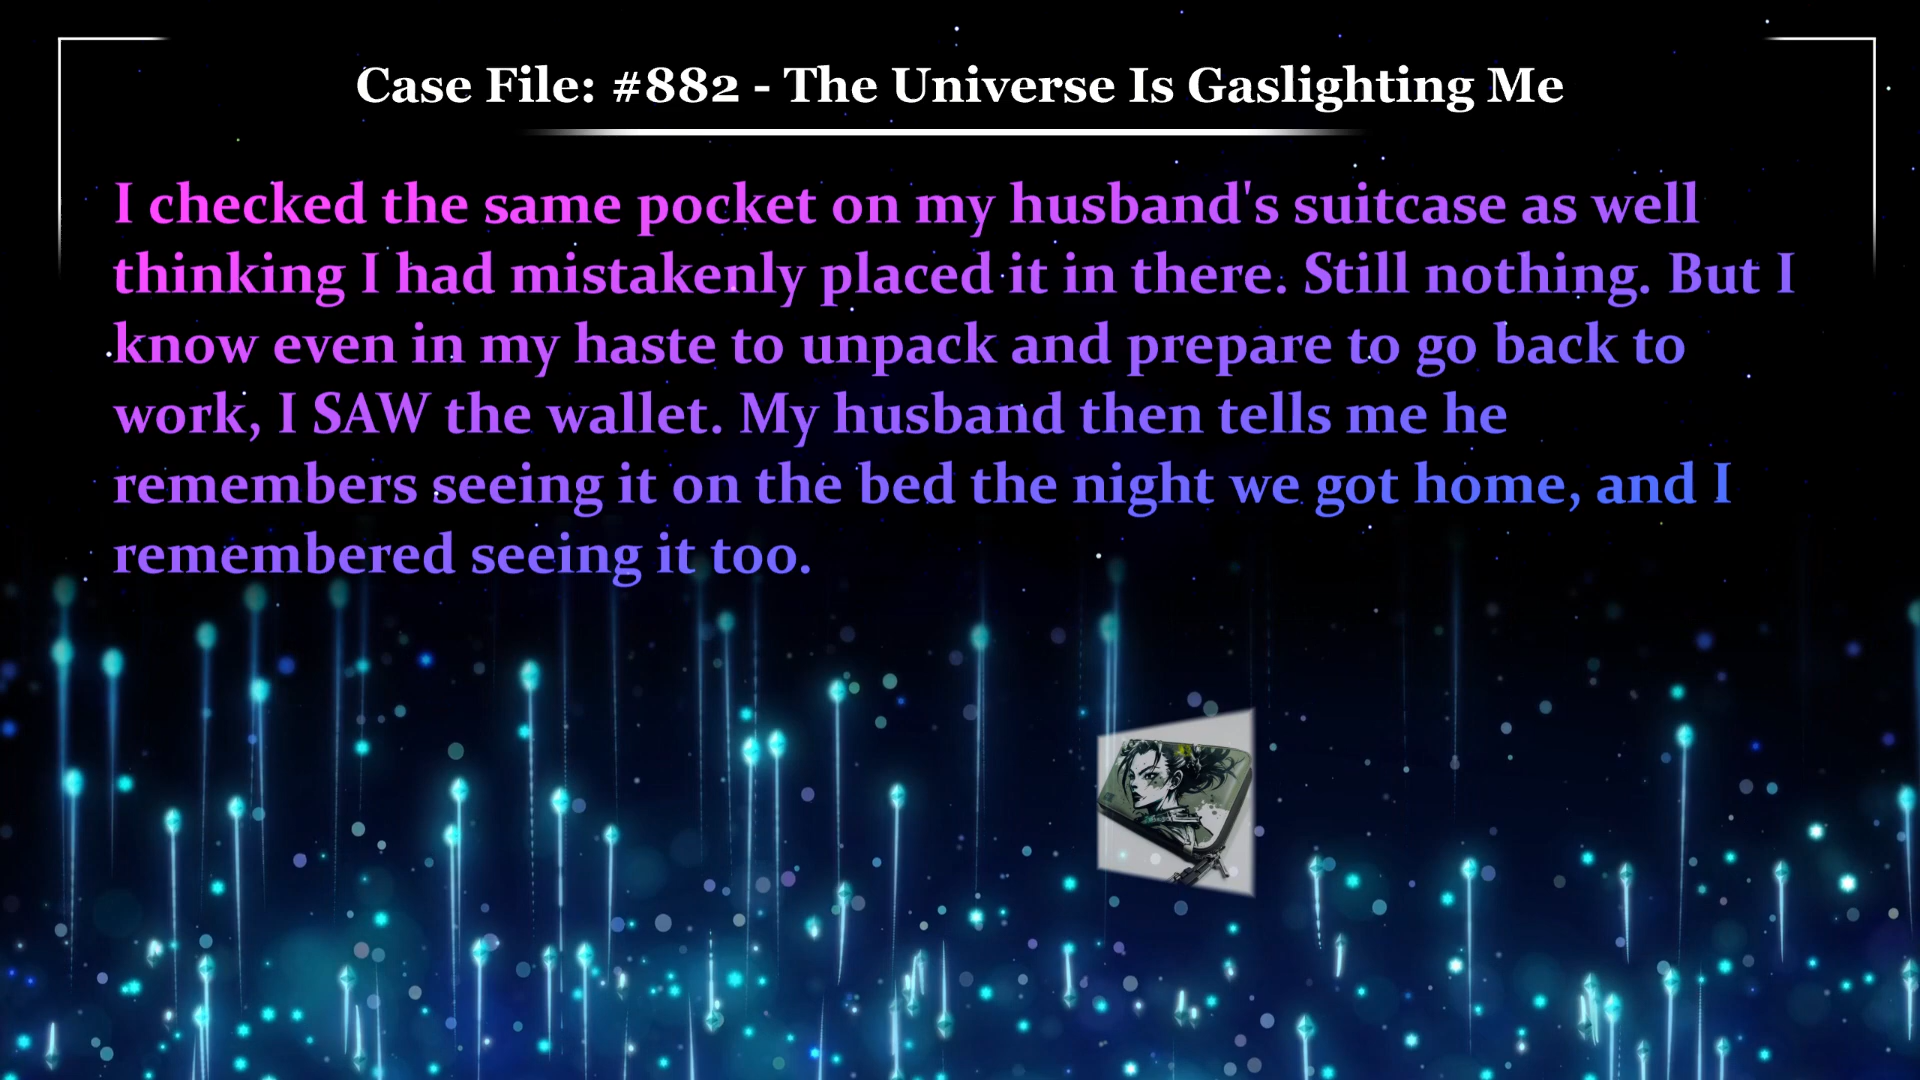 Case File: #882 - The Universe Is Gaslighting Me
I checked the same pocket on my husband's suitcase as well
thinking I had mistakenly placed it in there. Still nothing. But I
know even in my haste to unpack and prepare to go back to
work, I SAW the wallet. My husband then tells me he
remembers seeing it on the bed the night we got home, and I
remembered seeing it too.